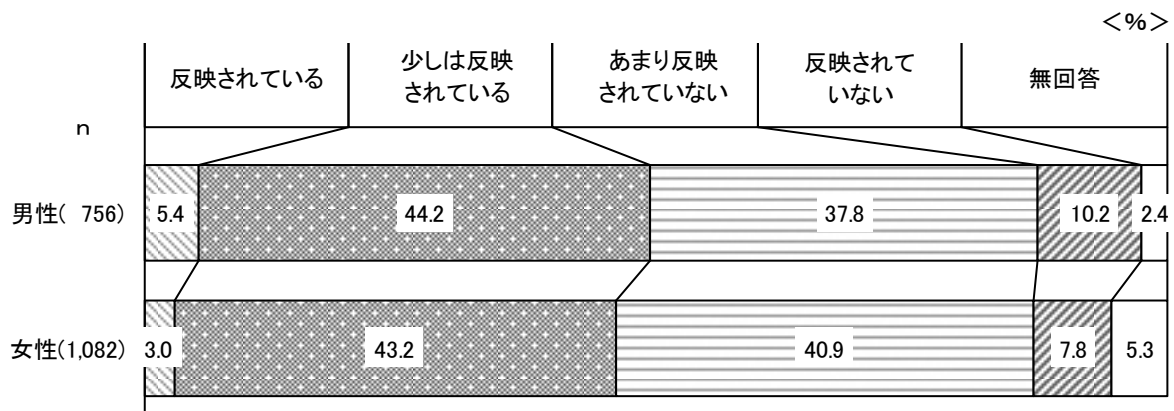 ＜%＞
反映されている
少しは反映
されている
あまり反映
されていない
反映されて
いない
無回答
n
男性( 756) 5.4 44.2 37.8 10.2 2.4
女性(1,082) 3.0 43.2 40.9 7.8 5.3